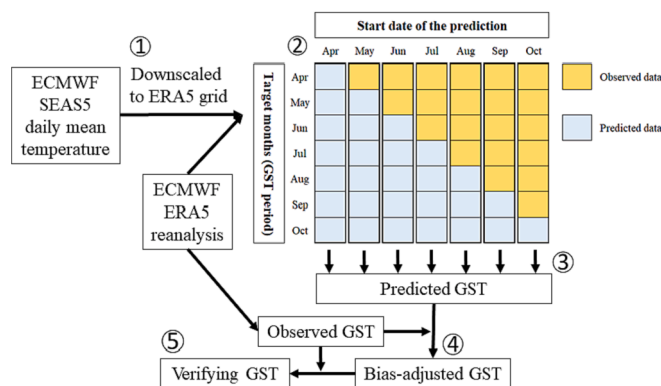 Start date of the prediction
①
②
Apr May Jun Jul Aug Sep Oct
ECMWF
SEAS5
daily mean
temperature
Downscaled
to ERA5 grid
Target months (GST period)
Apr
May
Jun
Jul
Aug
Sep
Oct
Observed data
Predicted data
ECMWF
ERA5
reanalysis
③
Predicted GST
Observed GST
④
⑤
Verifying GST
Bias-adjusted GST